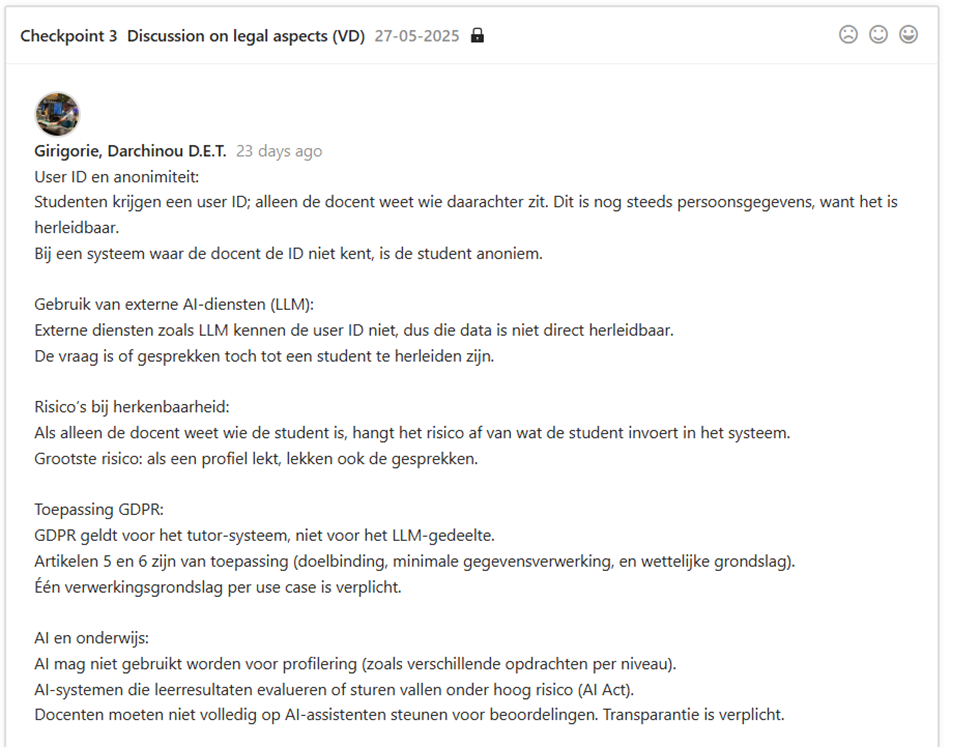 Checkpoint 3 Discussion on legal aspects (VD) 27-05-2025
Girigorie, Darchinou D.E.T. 23 days ago
User ID en anonimiteit:
Studenten krijgen een user ID; alleen de docent weet wie daarachter zit. Dit is nog steeds persoonsgegevens, want het is
herleidbaar.
Bij een systeem waar de docent de ID niet kent, is de student anoniem.
Gebruik van externe AI-diensten (LLM):
Externe diensten zoals LLM kennen de user ID niet, dus die data is niet direct herleidbaar.
De vraag is of gesprekken toch tot een student te herleiden zijn.
Risico's bij herkenbaarheid:
Als alleen de docent weet wie de student is, hangt het risico af van wat de student invoert in het systeem.
Grootste risico: als een profiel lekt, lekken ook de gesprekken.
Toepassing GDPR:
GDPR geldt voor het tutor-systeem, niet voor het LLM-gedeelte.
Artikelen 5 en 6 zijn van toepassing (doelbinding, minimale gegevensverwerking, en wettelijke grondslag).
Één verwerkingsgrondslag per use case is verplicht.
AI en onderwijs:
AI mag niet gebruikt worden voor profilering (zoals verschillende opdrachten per niveau).
AI-systemen die leerresultaten evalueren of sturen vallen onder hoog risico (AI Act).
Docenten moeten niet volledig op AI-assistenten steunen voor beoordelingen. Transparantie is verplicht.